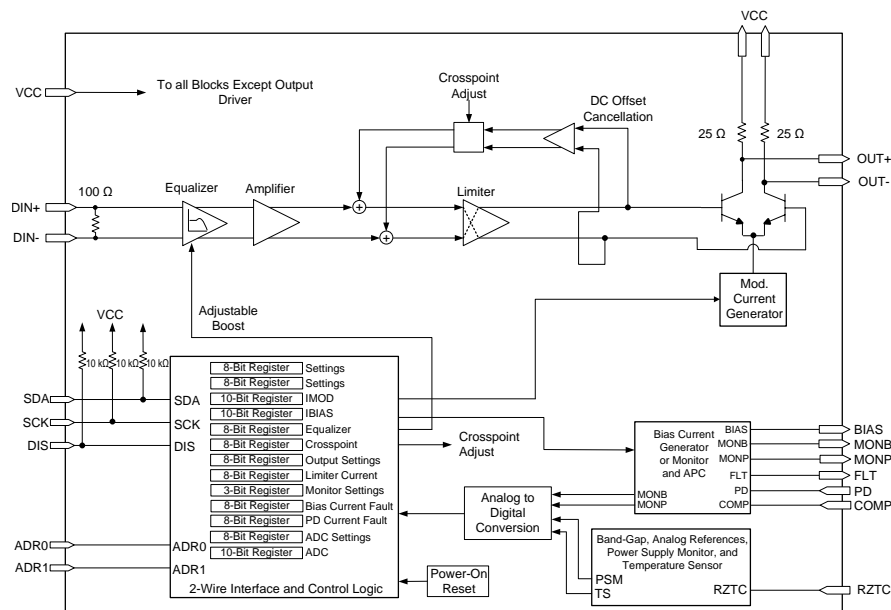 VCC
VCC
To all Blocks Except Output
Driver
Crosspoint
Adjust
DC Offset
Cancellation
25 Ω
25 Ω
OUT+
OUT-
100 Ω
Equalizer
Amplifier
Limiter
DIN+
DIN-
Mod.
Current
Generator
Adjustable
Boost
VCC
10 kΩ
10 kΩ
10 kΩ
SDA
SCK
DIS
ADR0
ADR1
SDA
SCK
DIS
ADR0
ADR1
8-Bit Register Settings
8-Bit Register Settings
10-Bit Register IMOD
10-Bit Register IBIAS
8-Bit Register Equalizer
8-Bit Register Crosspoint
8-Bit Register Output Settings
8-Bit Register Limiter Current
3-Bit Register Monitor Settings
8-Bit Register Bias Current Fault
8-Bit Register PD Current Fault
8-Bit Register ADC Settings
10-Bit Register ADC
2-Wire Interface and Control Logic
Crosspoint
Adjust
Analog to
Digital
Conversion
Power-On
Reset
Bias Current
Generator
or Monitor
and APC
BIAS
MONB
MONP
FLT
PD
COMP
MONB
MONP
BIAS
MONB
MONP
FLT
PD
COMP
Band-Gap, Analog References,
Power Supply Monitor, and
Temperature Sensor
PSM
TS
RZTC
RZTC